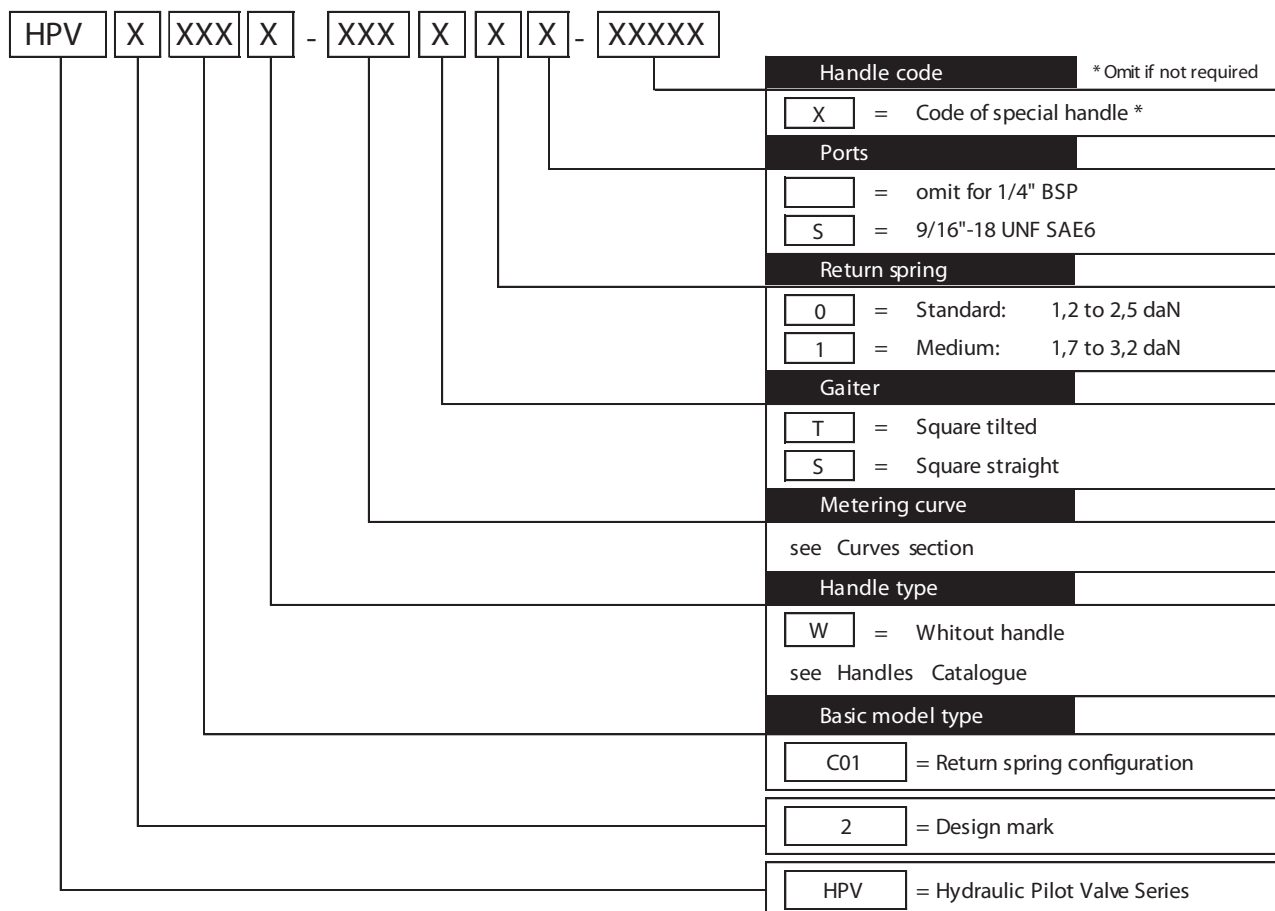 HPV X XXX X - XXX X X X - XXXXX
Handle code * Omit if not required
X = Code of special handle *
Ports
= omit for 1/4" BSP
S = 9/16"-18 UNF SAE6
Return spring
0 = Standard: 1,2 to 2,5 daN
1 = Medium: 1,7 to 3,2 daN
Gaiter
T = Square tilted
S = Square straight
Metering curve
see Curves section
Handle type
W = Whitout handle
see Handles Catalogue
Basic model type
C01 = Return spring configuration
2 = Design mark
HPV = Hydraulic Pilot Valve Series